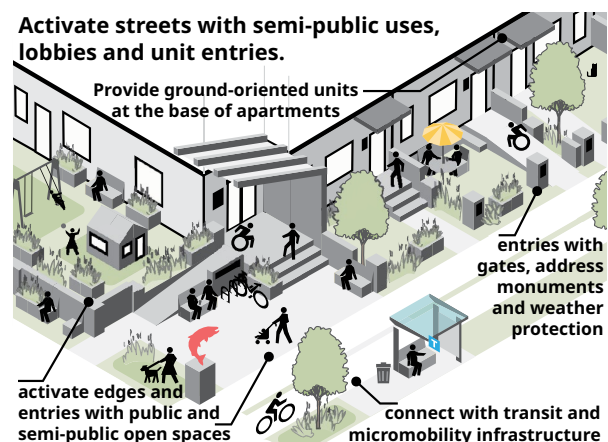 Activate streets with semi-public uses,
lobbies and unit entries.
Provide ground-oriented units
at the base of apartments
entries with
gates, address
monuments
and weather
protection
activate edges and
entries with public and
semi-public open spaces
connect with transit and
micromobility infrastructure